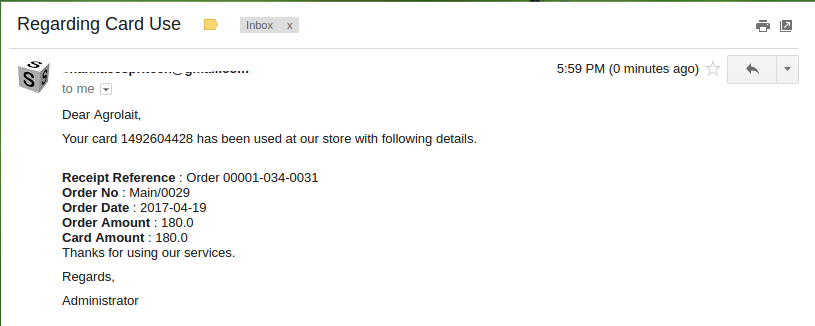 Regarding Card Use
Inbox x
5:59 PM (0 minutes ago)
to me
Dear Agrolait,
Your card 1492604428 has been used at our store with following details.
Receipt Reference : Order 00001-034-0031
Order No : Main/0029
Order Date : 2017-04-19
Order Amount : 180.0
Card Amount : 180.0
Thanks for using our services.
Regards,
Administrator